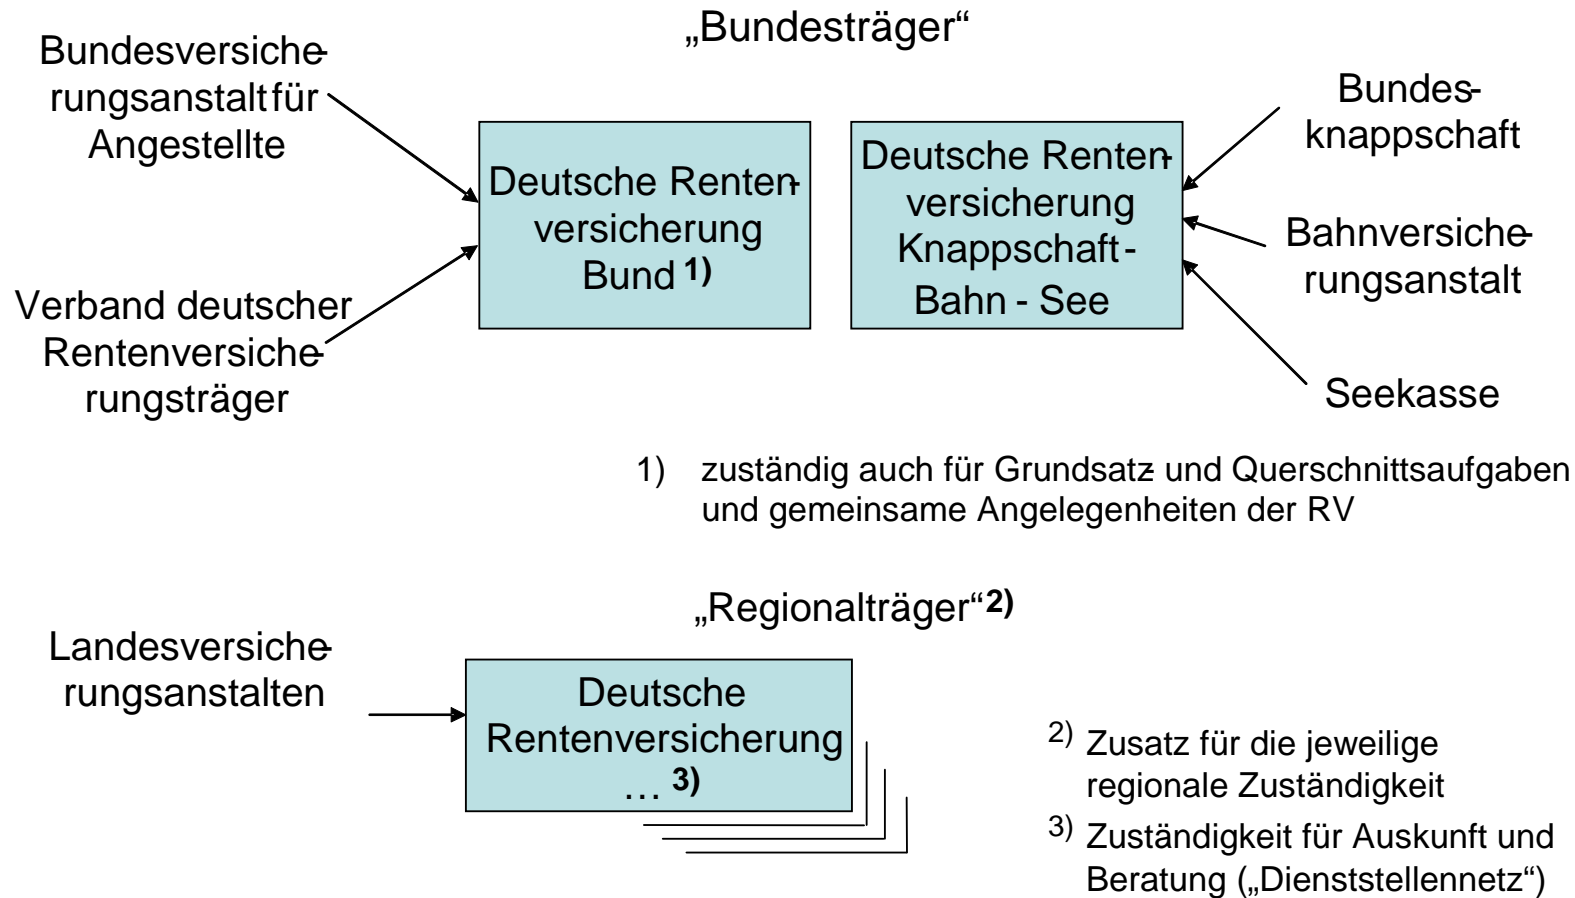 „Bundesträger“
Bundesversiche-
rungsanstalt für
Angestellte
Verband deutscher
Rentenversiche-
rungsträger
Deutsche Renten-
versicherung
Bund 1)
Deutsche Renten-
versicherung
Knappschaft -
Bahn - See
Bundes-
knappschaft
Bahnversiche-
rungsanstalt
Seekasse
1) zuständig auch für Grundsatz- und Querschnittsaufgaben
und gemeinsame Angelegenheiten der RV
„Regionalträger“2)
Landesversiche-
rungsanstalten
Deutsche
Rentenversicherung
… 3)
2) Zusatz für die jeweilige
regionale Zuständigkeit
3) Zuständigkeit für Auskunft und
Beratung („Dienststellennetz“)